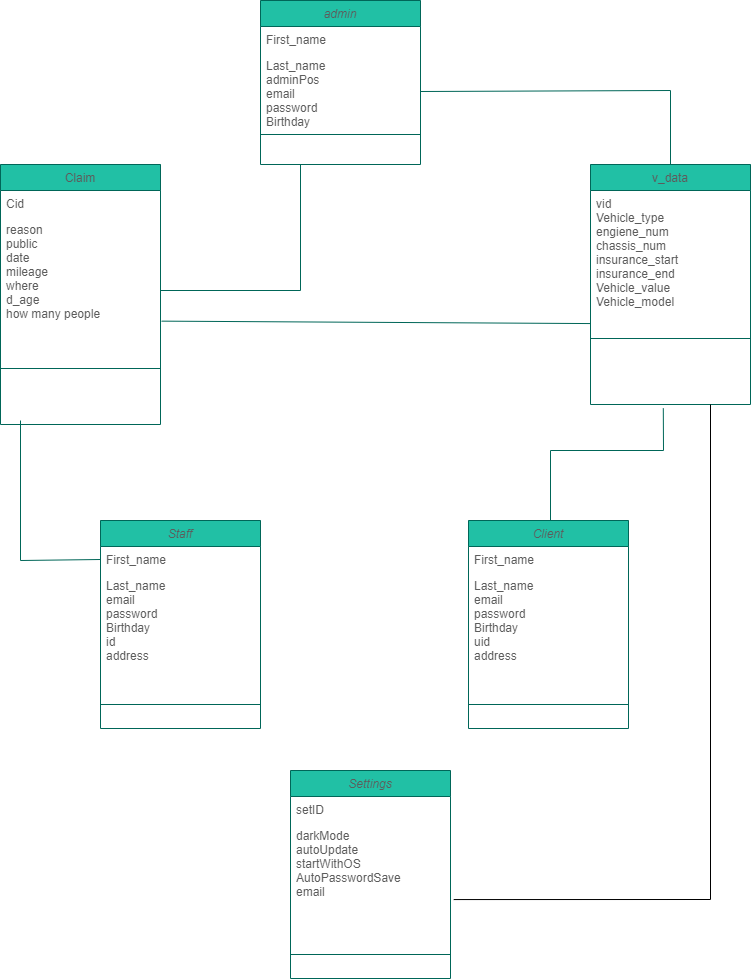 admin
First_name
Last_name
adminPos
email
password
Birthday
Claim
Cid
reason
public
date
mileage
where
d_age
how many people
v_data
vid
Vehicle_type
engiene_num
chassis_num
insurance_start
insurance_end
Vehicle_value
Vehicle_model
Staff
First_name
Last_name
email
password
Birthday
id
address
Client
First_name
Last_name
email
password
Birthday
uid
address
Settings
setID
darkMode
autoUpdate
startWithOS
AutoPasswordSave
email